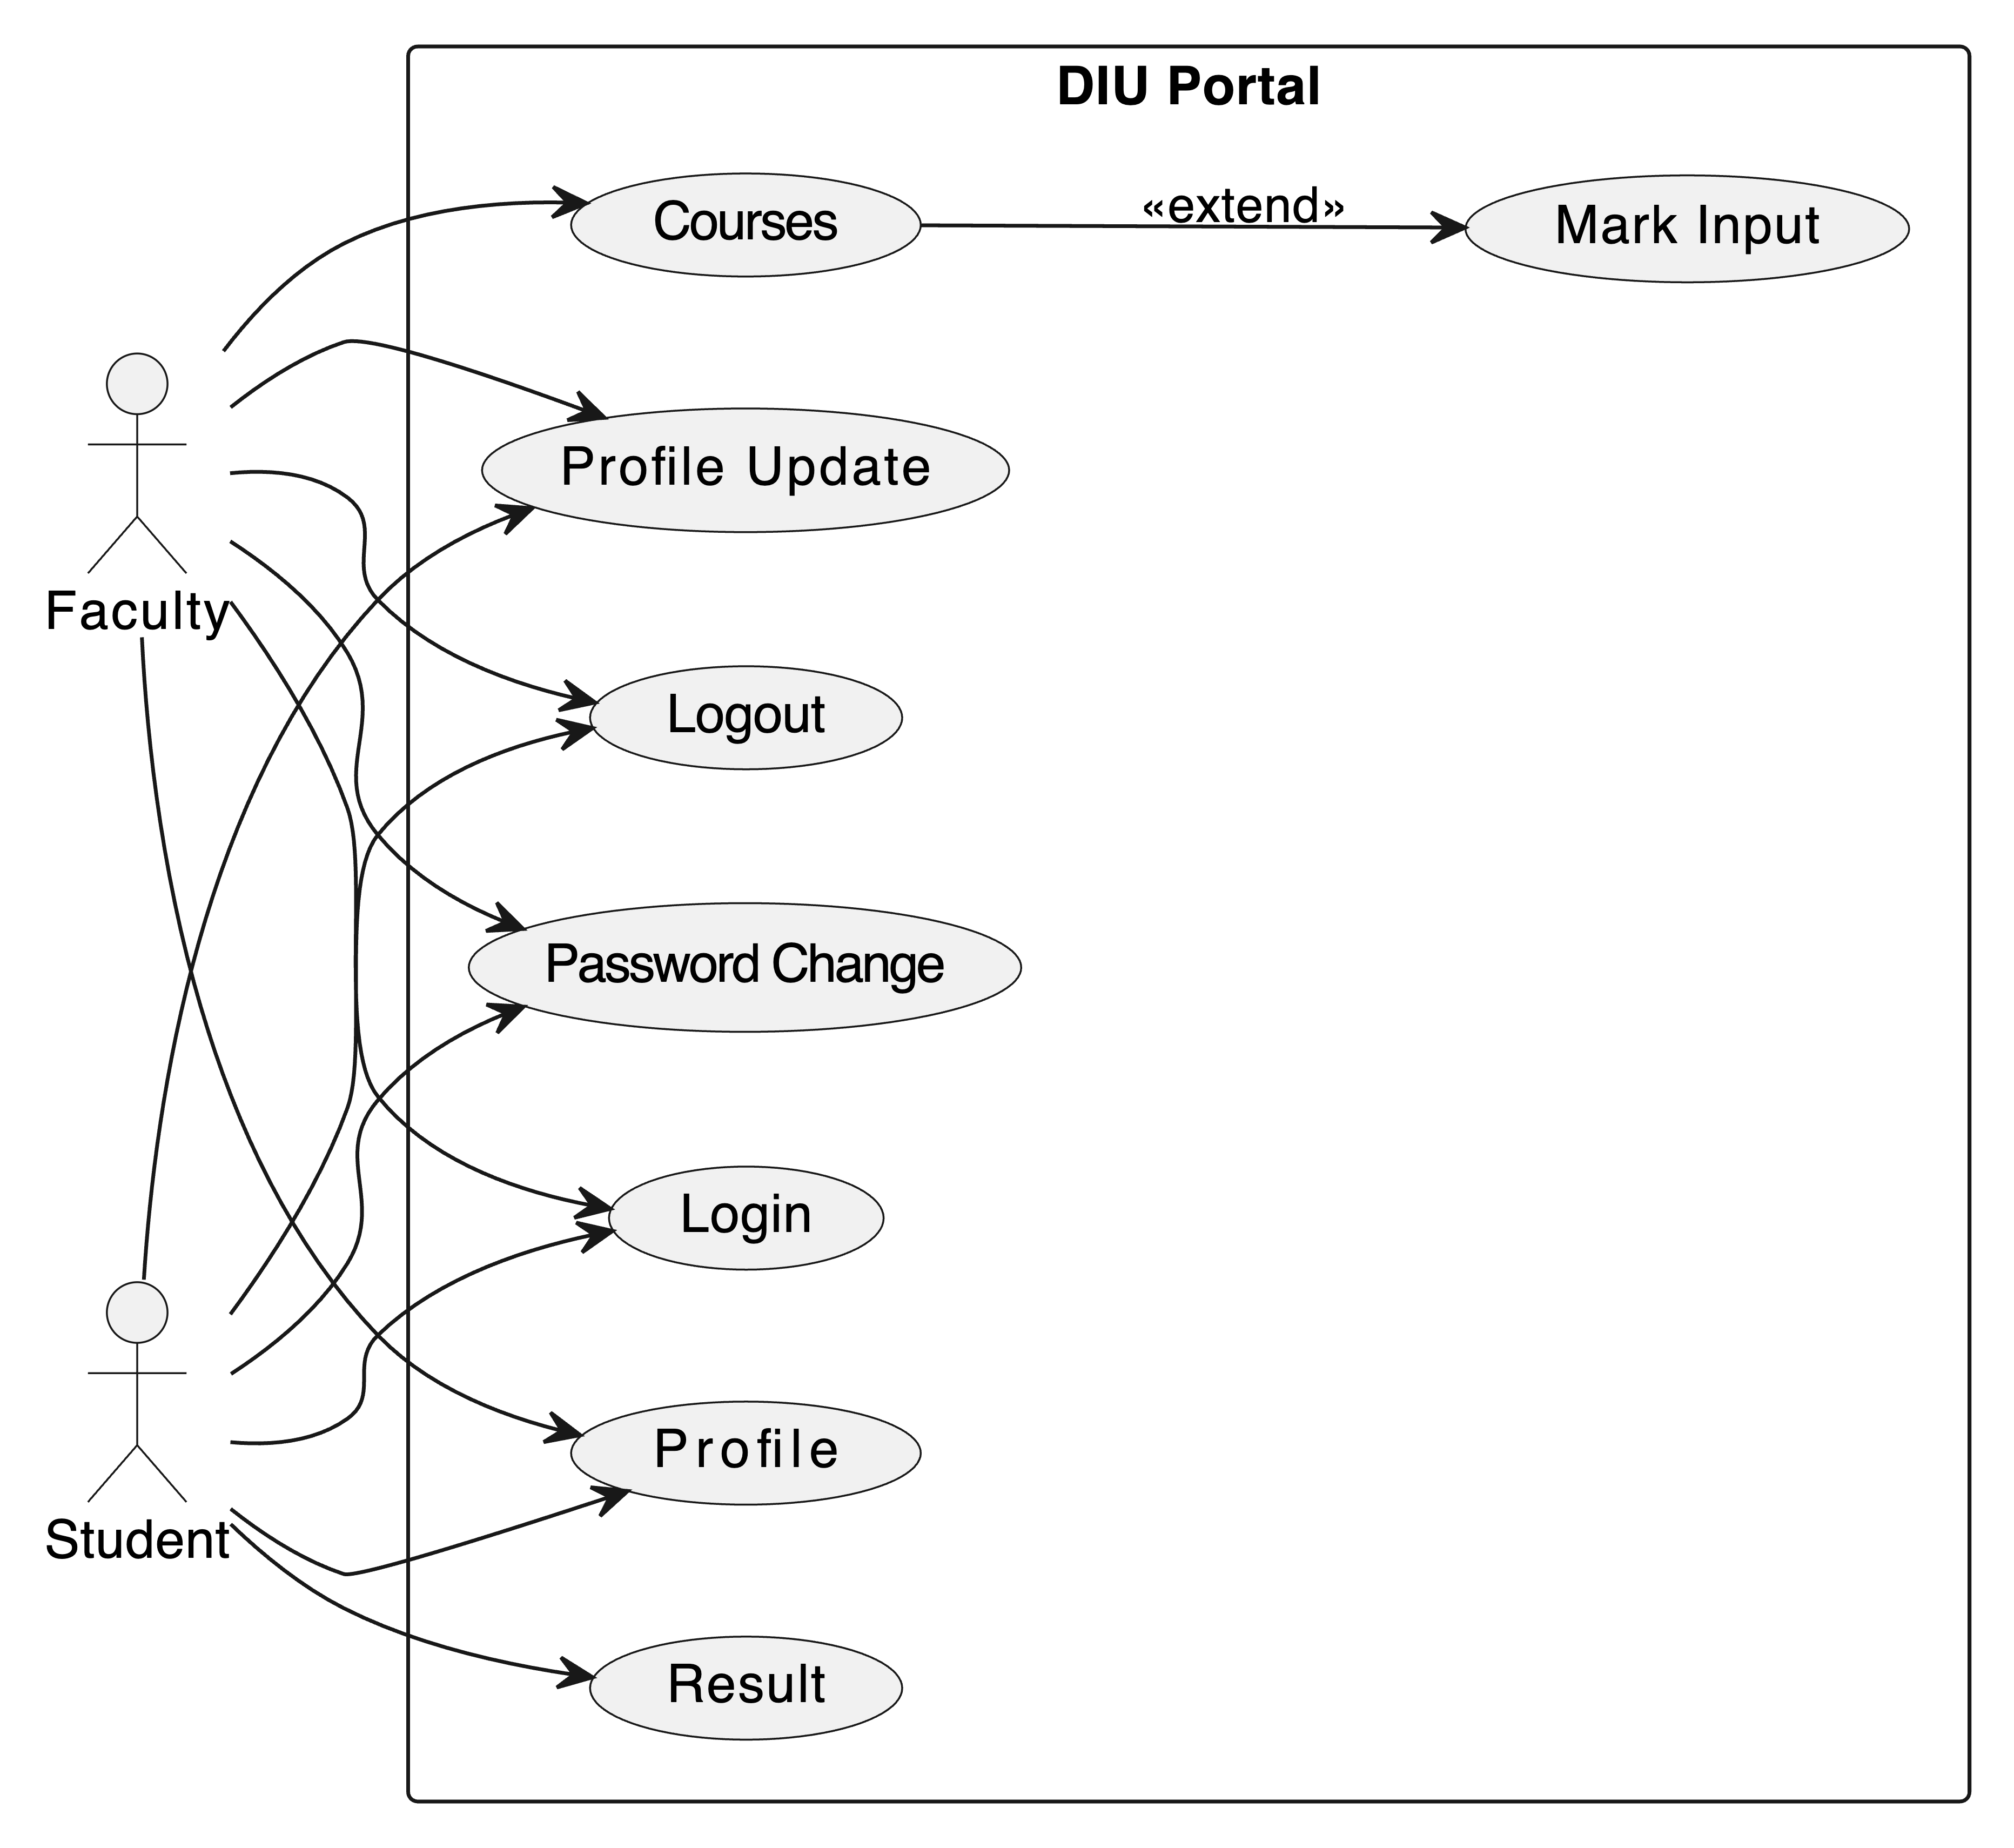 DIU Portal
Courses
«extend»
Mark Input
Profile Update
Faculty
Logout
Password Change
Login
Profile
Student
Result